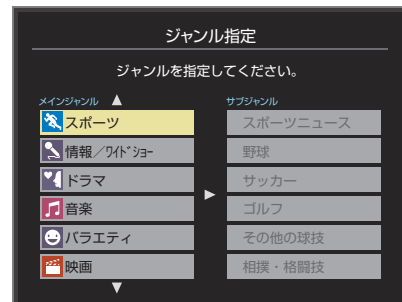 ジャンル指定
ジャンルを指定してください。
メインジャンル
スポーツ
情報／ワイドショー
ドラマ
音楽
バラエティ
映画
サブジャンル
スポーツニュース
野球
サッカー
ゴルフ
その他の球技
相撲・格闘技